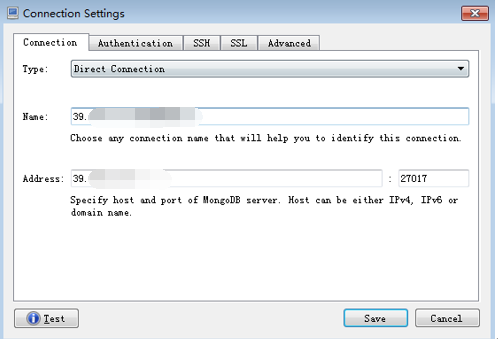 Connection Settings
Connection Authentication SSH SSL Advanced
Type: Direct Connection
Name: 39.
Choose any connection name that will help you to identify this connection.
Address: 39. : 27017
Specify host and port of MongoDB server. Host can be either IPv4, IPv6 or
domain name.
Test Save Cancel